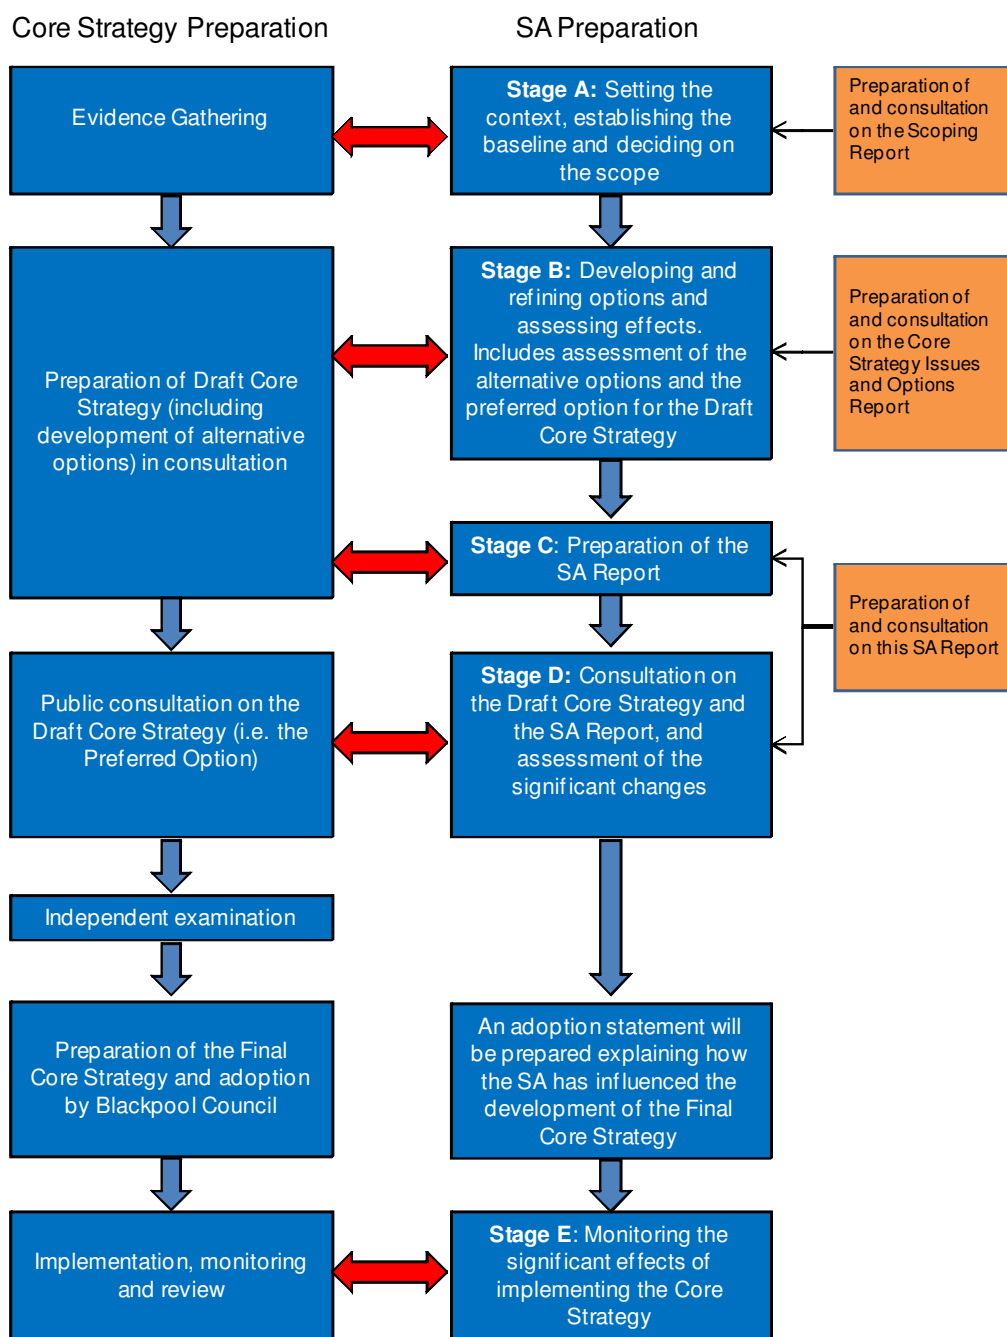 Core Strategy Preparation
SA Preparation
Evidence Gathering
Stage A: Setting the
context, establishing the
baseline and deciding on
the scope
Preparation of
and consultation
on the Scoping
Report
Preparation of Draft Core
Strategy (including
development of alternative
options) in consultation
Stage B: Developing and
refining options and
assessing effects.
Includes assessment of the
alternative options and the
preferred option for the Draft
Core Strategy
Preparation of
and consultation
on the Core
Strategy Issues
and Options
Report
Stage C: Preparation of the
SA Report
Preparation of
and consultation
on this SA Report
Public consultation on the
Draft Core Strategy (i.e. the
Preferred Option)
Stage D: Consultation on
the Draft Core Strategy and
the SA Report, and
assessment of the
significant changes
Independent examination
Preparation of the Final
Core Strategy and adoption
by Blackpool Council
An adoption statement will
be prepared explaining how
the SA has influenced the
development of the Final
Core Strategy
Implementation, monitoring
and review
Stage E: Monitoring the
significant effects of
implementing the Core
Strategy